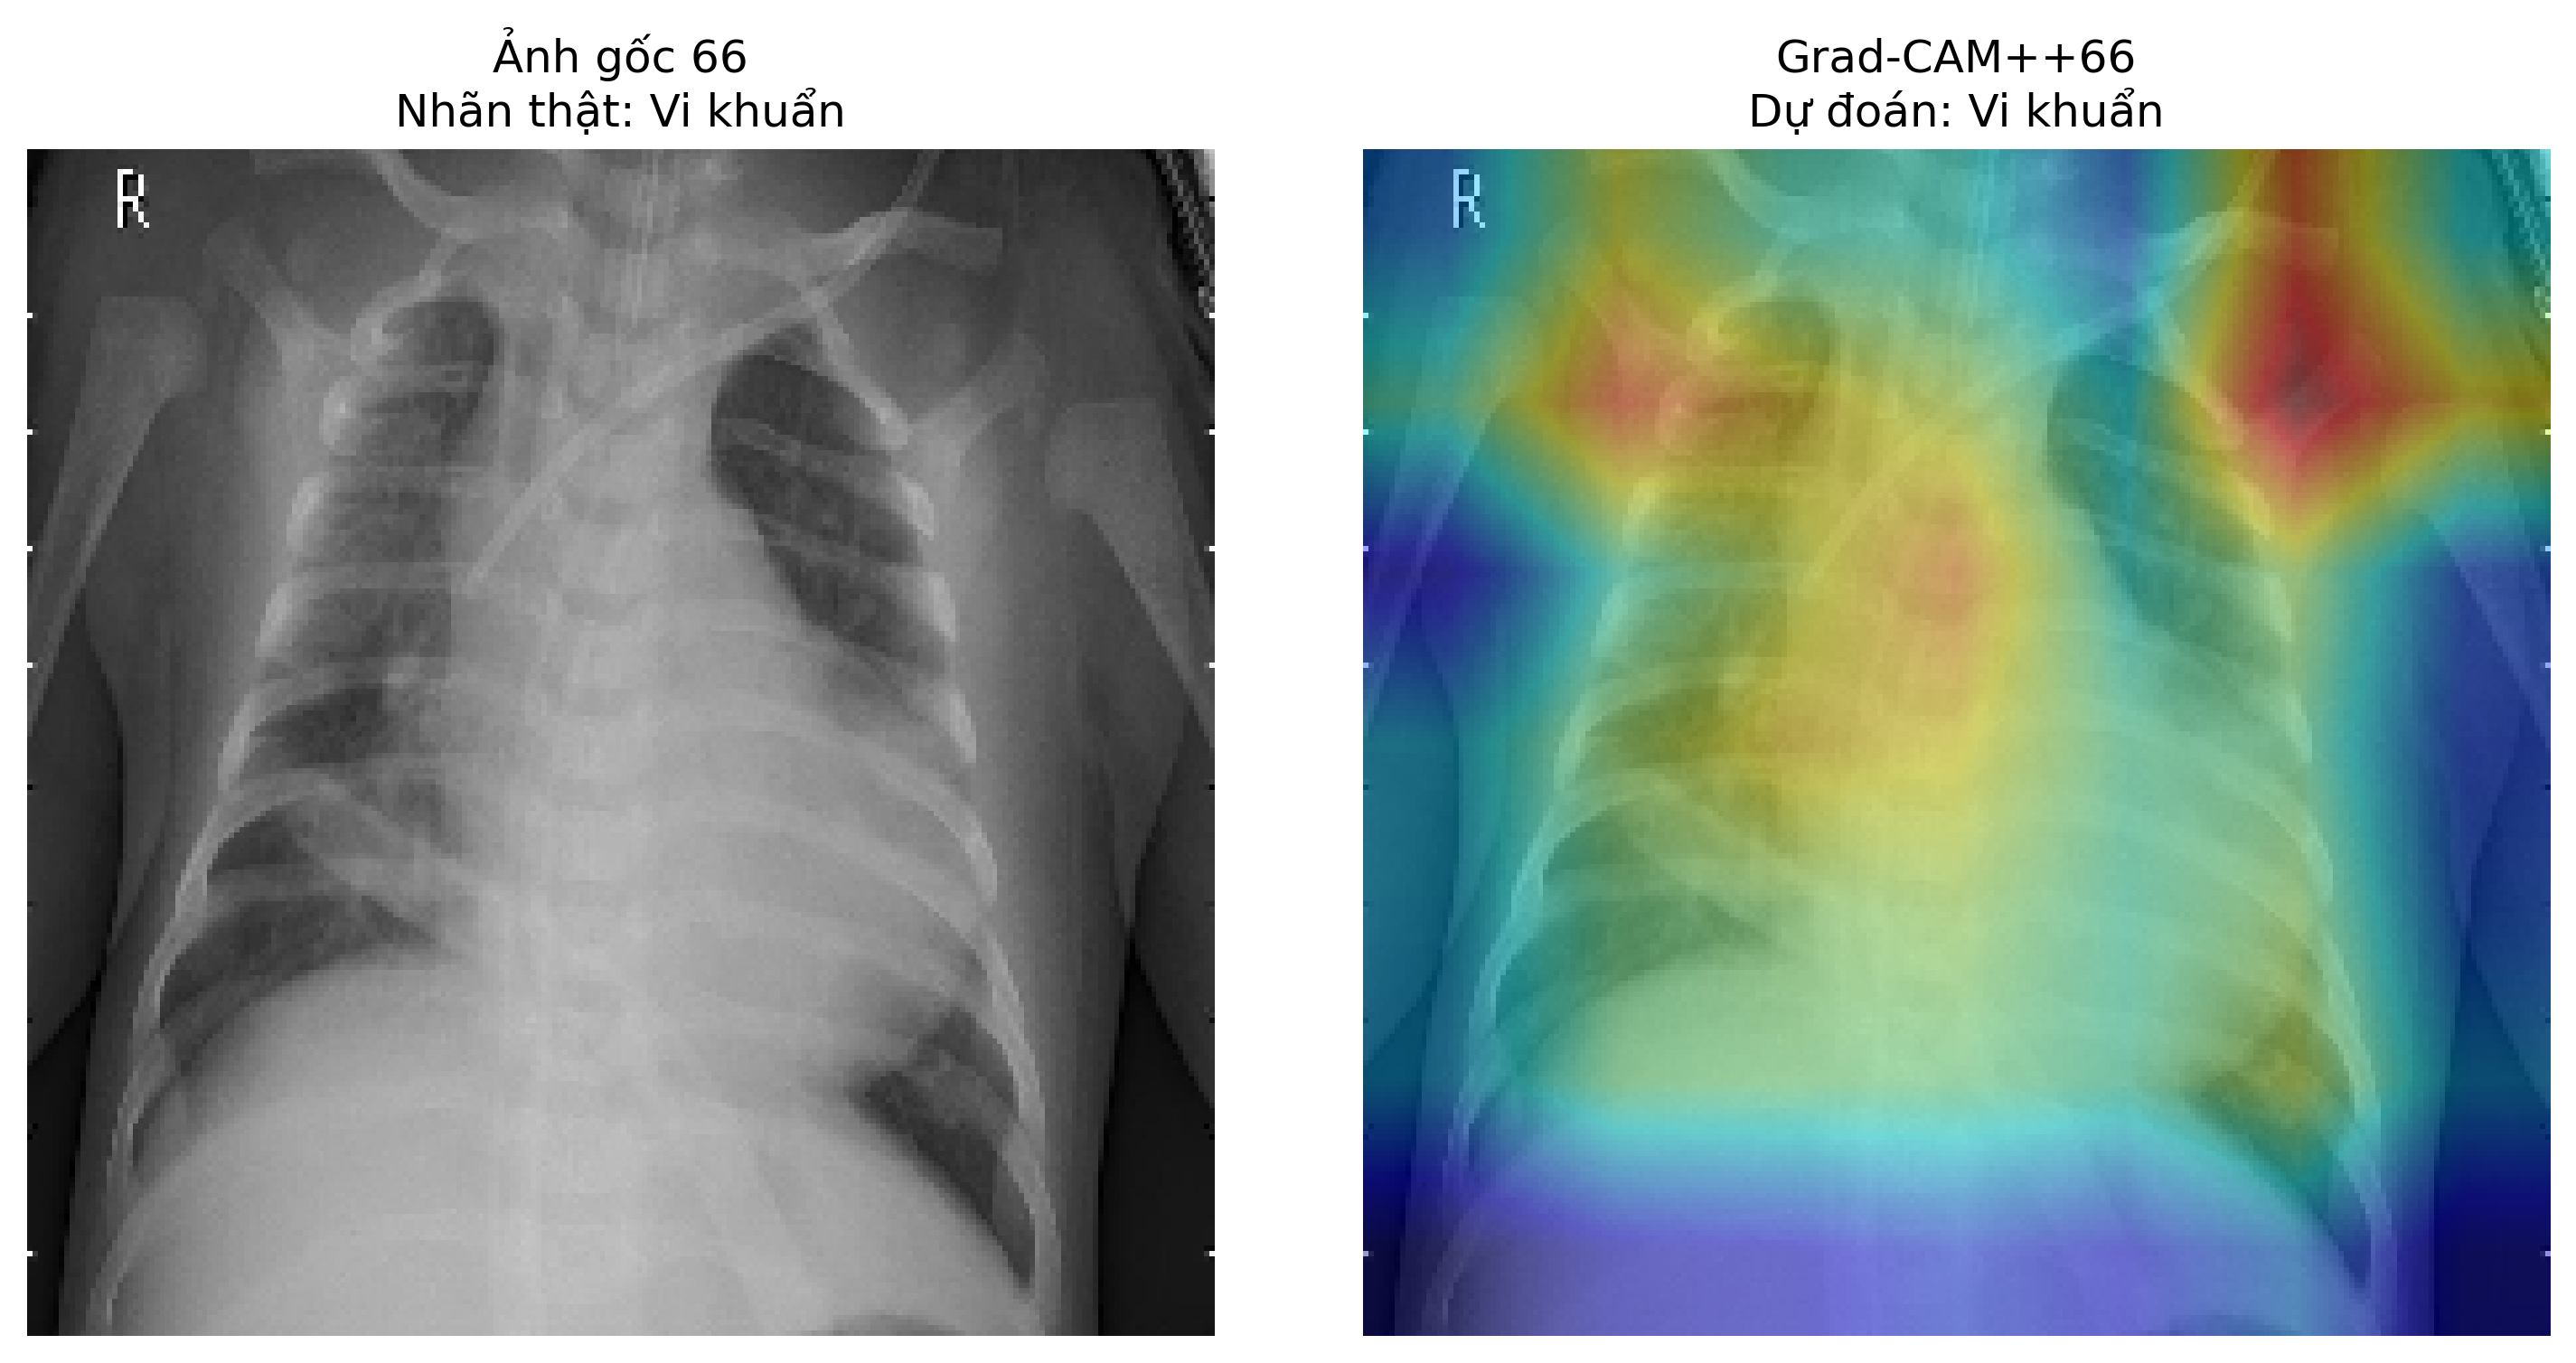 Ảnh gốc 66
Nhãn thật: Vi khuẩn
R
Grad-CAM++66
Dự đoán: Vi khuẩn
R